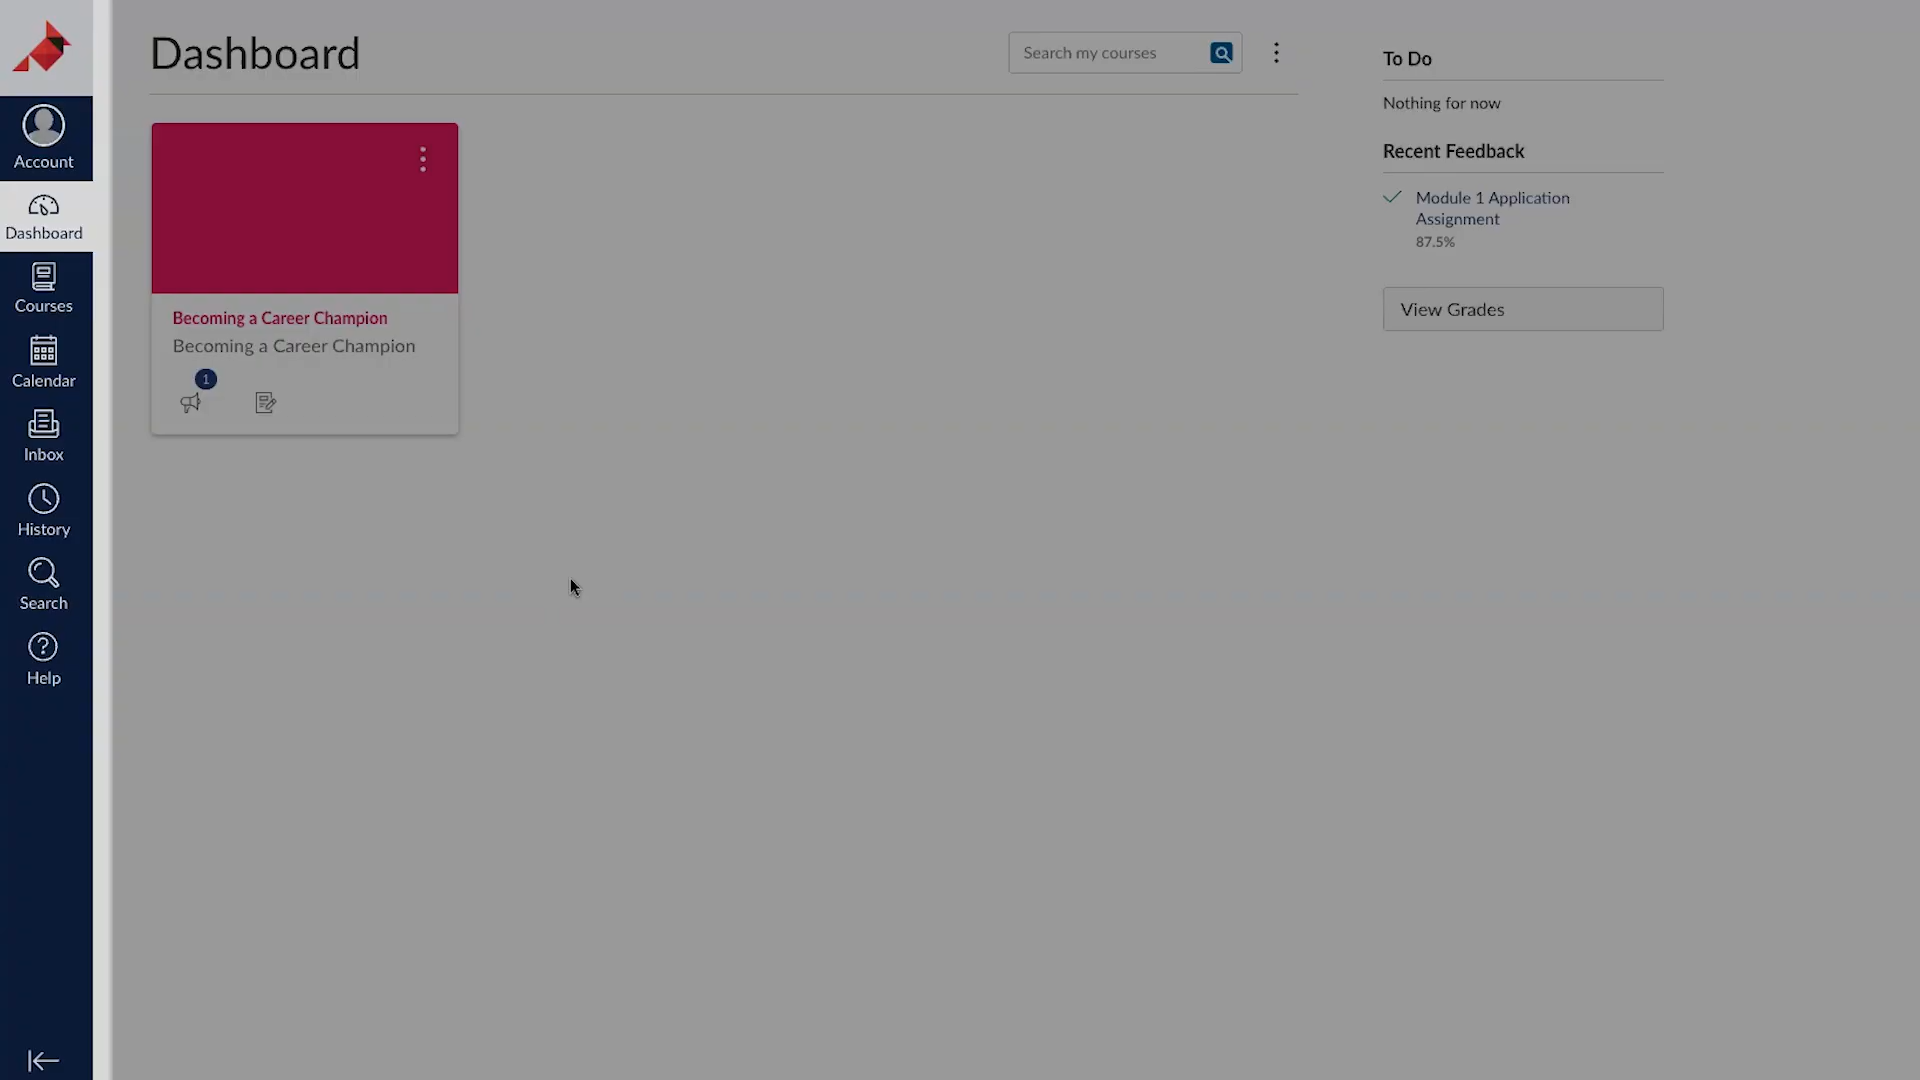 Account
Dashboard
Courses
Calendar
Inbox
History
Search
Help
Dashboard
Search my courses
Becoming a Career Champion
Becoming a Career Champion
1
To Do
Nothing for now
Recent Feedback
Module 1 Application
Assignment
87.5%
View Grades